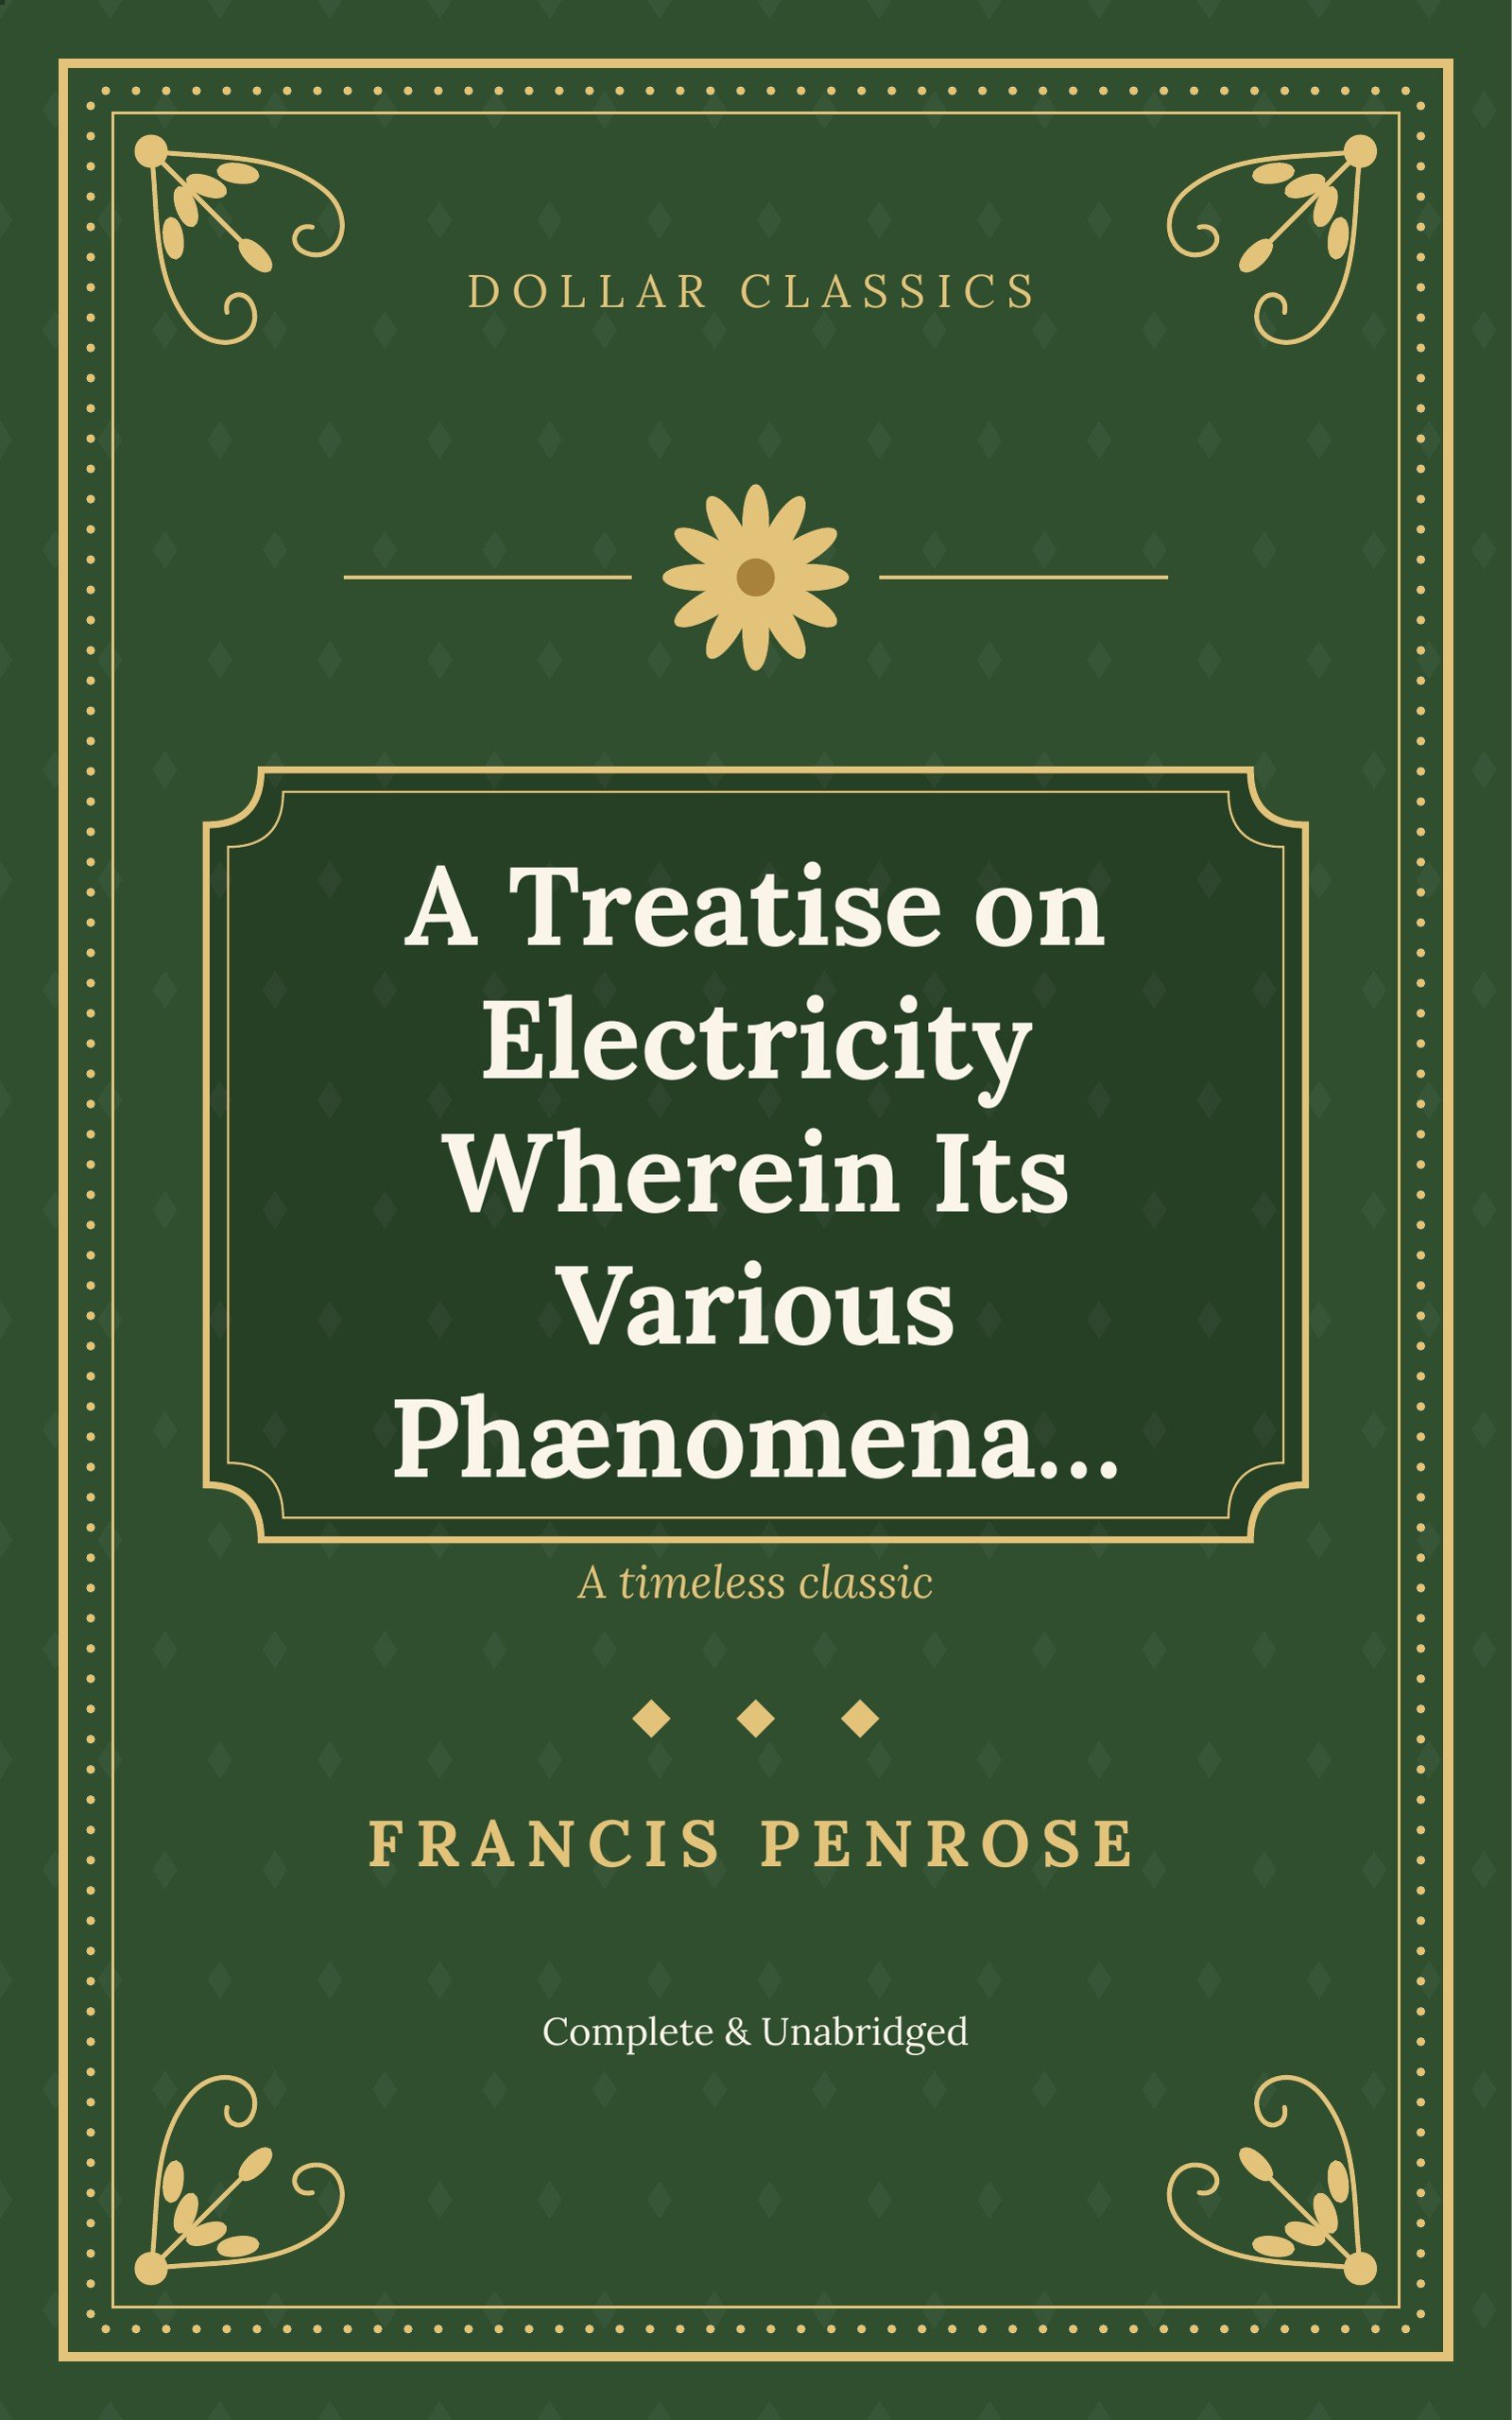 DOLLAR CLASSICS
A Treatise on
Electricity
Wherein Its
Various
Phænomena...
A timeless classic
FRANCIS PENROSE
Complete & Unabridged